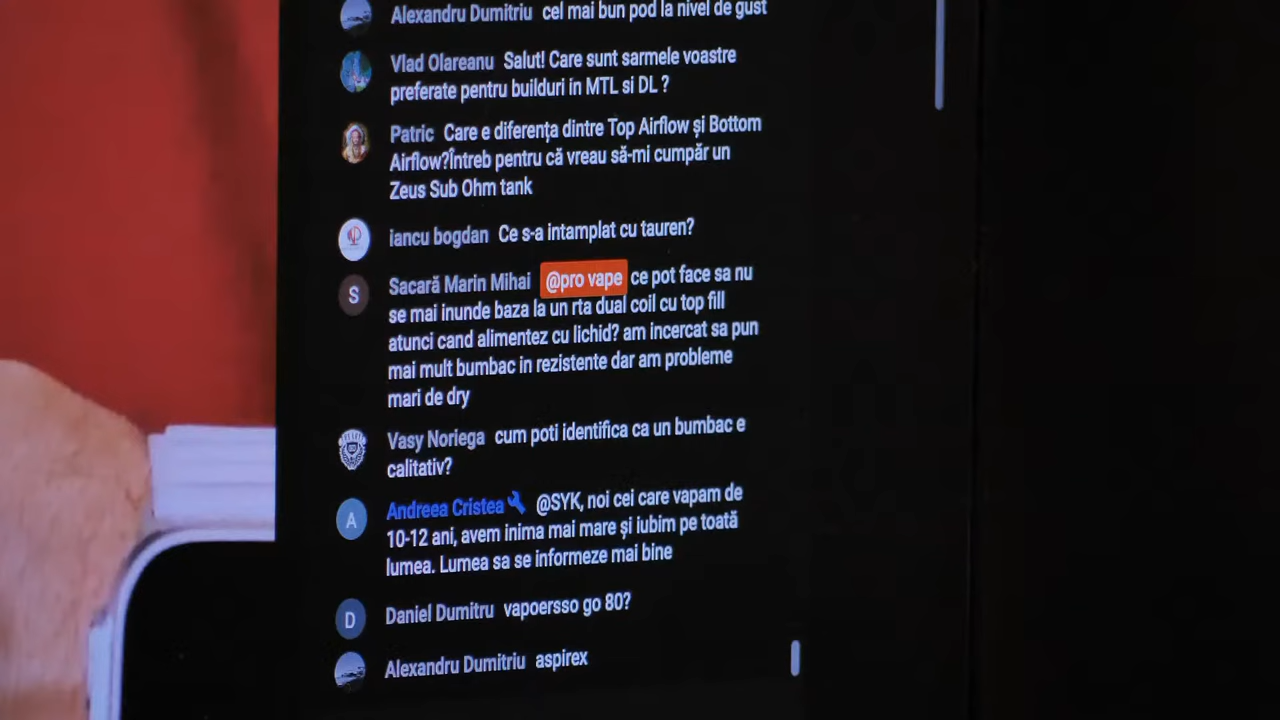 Alexandru Dumitriu cel mai bun pod la nivel de gust
Vlad Olareanu Salut! Care sunt sarmele voastre
preferate pentru builduri in MTL si DL ?
Patric Care e diferența dintre Top Airflow și Bottom
Airflow?Întreb pentru că vreau să-mi cumpăr un
Zeus Sub Ohm tank
iancu bogdan Ce s-a intamplat cu tauren?
S
Sacară Marin Mihai @pro vape ce pot face sa nu
se mai inunde baza la un rta dual coil cu top fill
atunci cand alimentez cu lichid? am incercat sa pun
mai mult bumbac in rezistente dar am probleme
mari de dry
Vasy Noriega cum poti identifica ca un bumbac e
calitativ?
A
Andreea Cristea @SYK, noi cei care vapam de
10-12 ani, avem inima mai mare și iubim pe toată
lumea. Lumea sa se informeze mai bine
D
Daniel Dumitru vapoersso go 80?
Alexandru Dumitriu aspirex